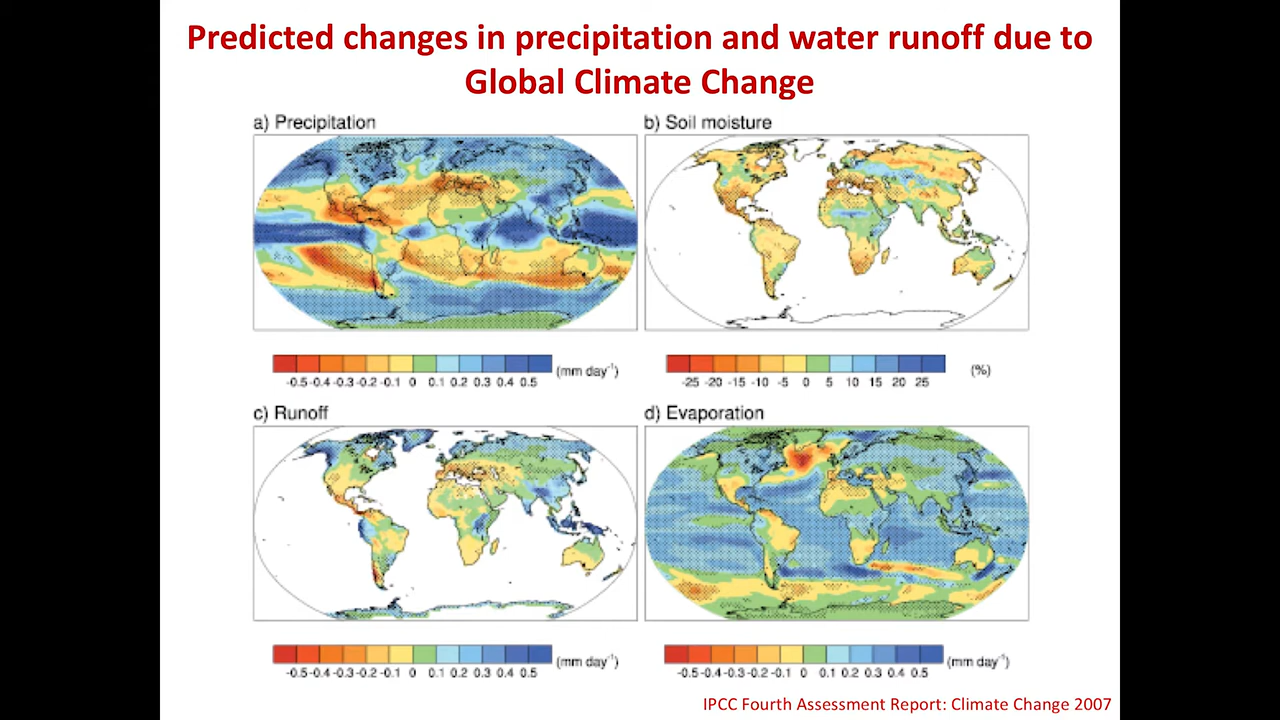 Predicted changes in precipitation and water runoff due to
Global Climate Change
a) Precipitation
b) Soil moisture
-0.5 -0.4 -0.3 -0.2 -0.1 0 0.1 0.2 0.3 0.4 0.5 (mm day⁻¹)
-25 -20 -15 -10 -5 0 5 10 15 20 25 (%)
c) Runoff
d) Evaporation
-0.5 -0.4 -0.3 -0.2 -0.1 0 0.1 0.2 0.3 0.4 0.5 (mm day⁻¹)
-0.5 -0.4 -0.3 -0.2 -0.1 0 0.1 0.2 0.3 0.4 0.5 (mm day⁻¹)
IPCC Fourth Assessment Report: Climate Change 2007